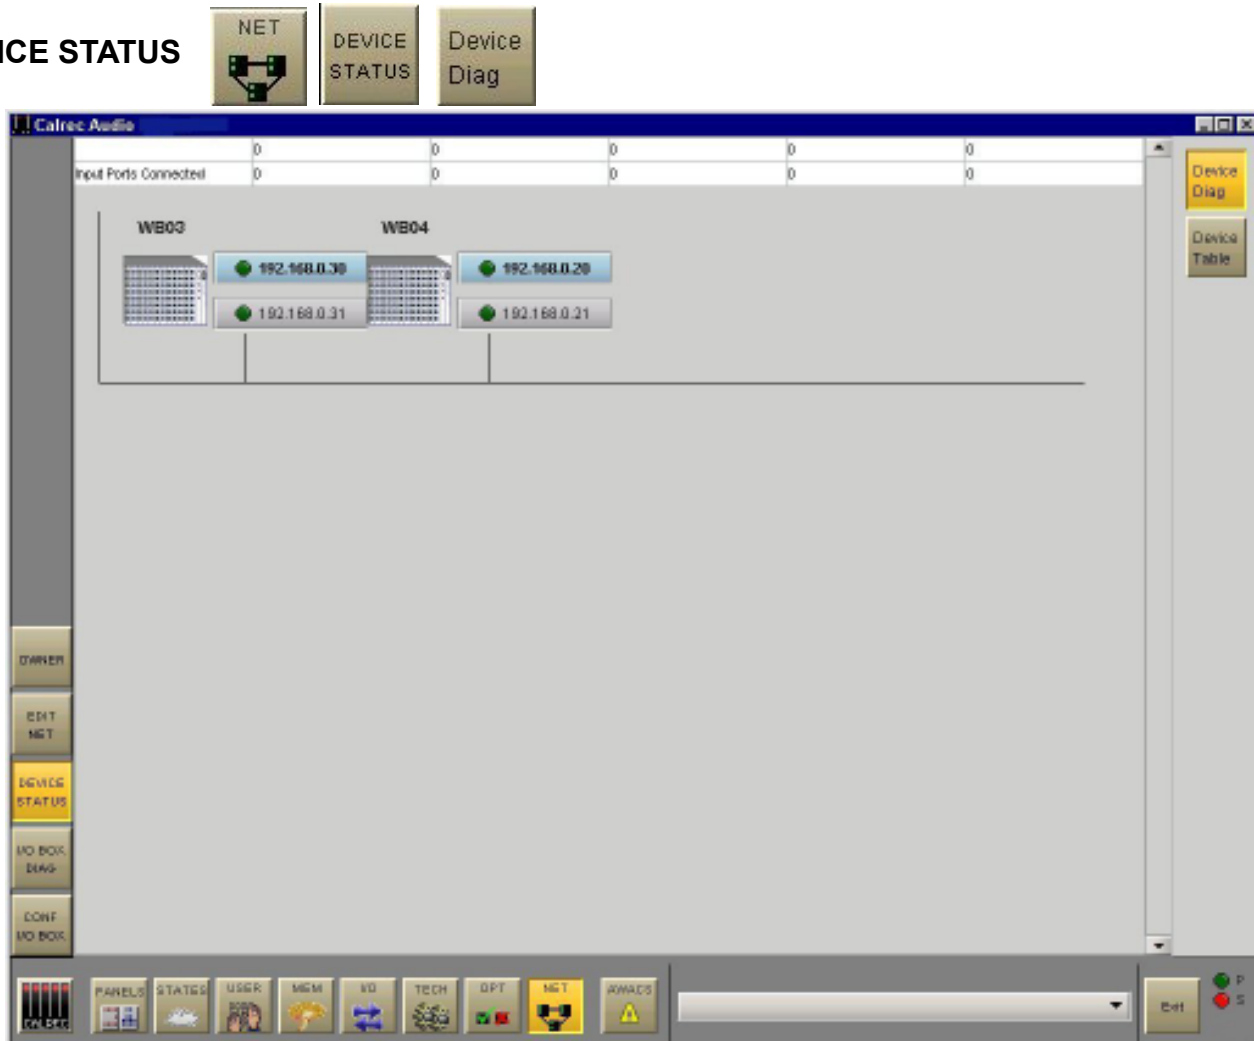 ICE STATUS
NET
DEVICE
STATUS
Device
Diag
Calrec Audio
0 0 0 0 0
Input Ports Connected 0 0 0 0 0
Device
Diag
Device
Table
WB03 WB04
192.168.0.30 192.168.0.20
192.168.0.31 192.168.0.21
OWNER
EDIT
NET
DEVICE
STATUS
I/O BOX
DIAG
CONF
I/O BOX
PANELS STATES USER MEM I/O TECH OPT NET AWACS
CALREC
Exit
P
S